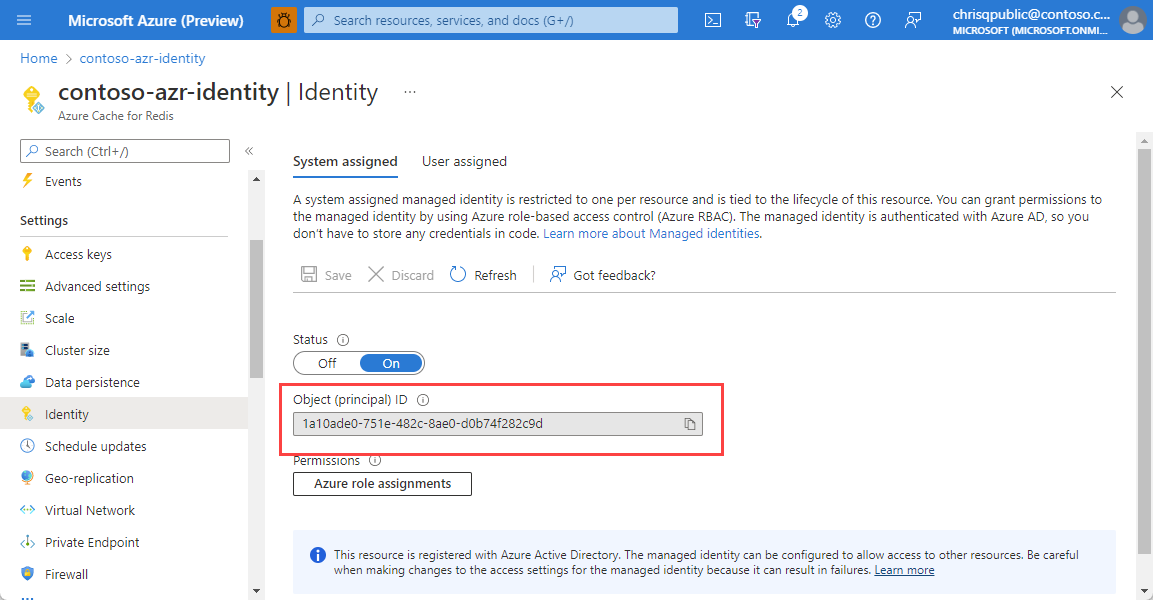 Microsoft Azure (Preview)
Search resources, services, and docs (G+/)
2
chrisqpublic@contoso.c...
MICROSOFT (MICROSOFT.ONMI...
Home > contoso-azr-identity
contoso-azr-identity | Identity ...
Azure Cache for Redis
Search (Ctrl+/)
«
Events
Settings
Access keys
Advanced settings
Scale
Cluster size
Data persistence
Identity
Schedule updates
Geo-replication
Virtual Network
Private Endpoint
Firewall
System assigned User assigned
A system assigned managed identity is restricted to one per resource and is tied to the lifecycle of this resource. You can grant permissions to
the managed identity by using Azure role-based access control (Azure RBAC). The managed identity is authenticated with Azure AD, so you
don't have to store any credentials in code. Learn more about Managed identities.
Save Discard Refresh Got feedback?
Status
Off On
Object (principal) ID
1a10ade0-751e-482c-8ae0-d0b74f282c9d
Permissions
Azure role assignments
This resource is registered with Azure Active Directory. The managed identity can be configured to allow access to other resources. Be careful
when making changes to the access settings for the managed identity because it can result in failures. Learn more